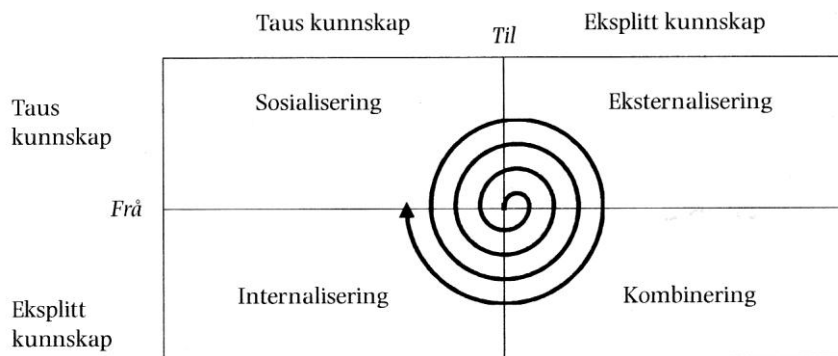 Taus kunnskap
Til
Eksplitt kunnskap
Taus
kunnskap
Sosialisering
Eksternalisering
Frå
Internalisering
Kombinering
Eksplitt
kunnskap